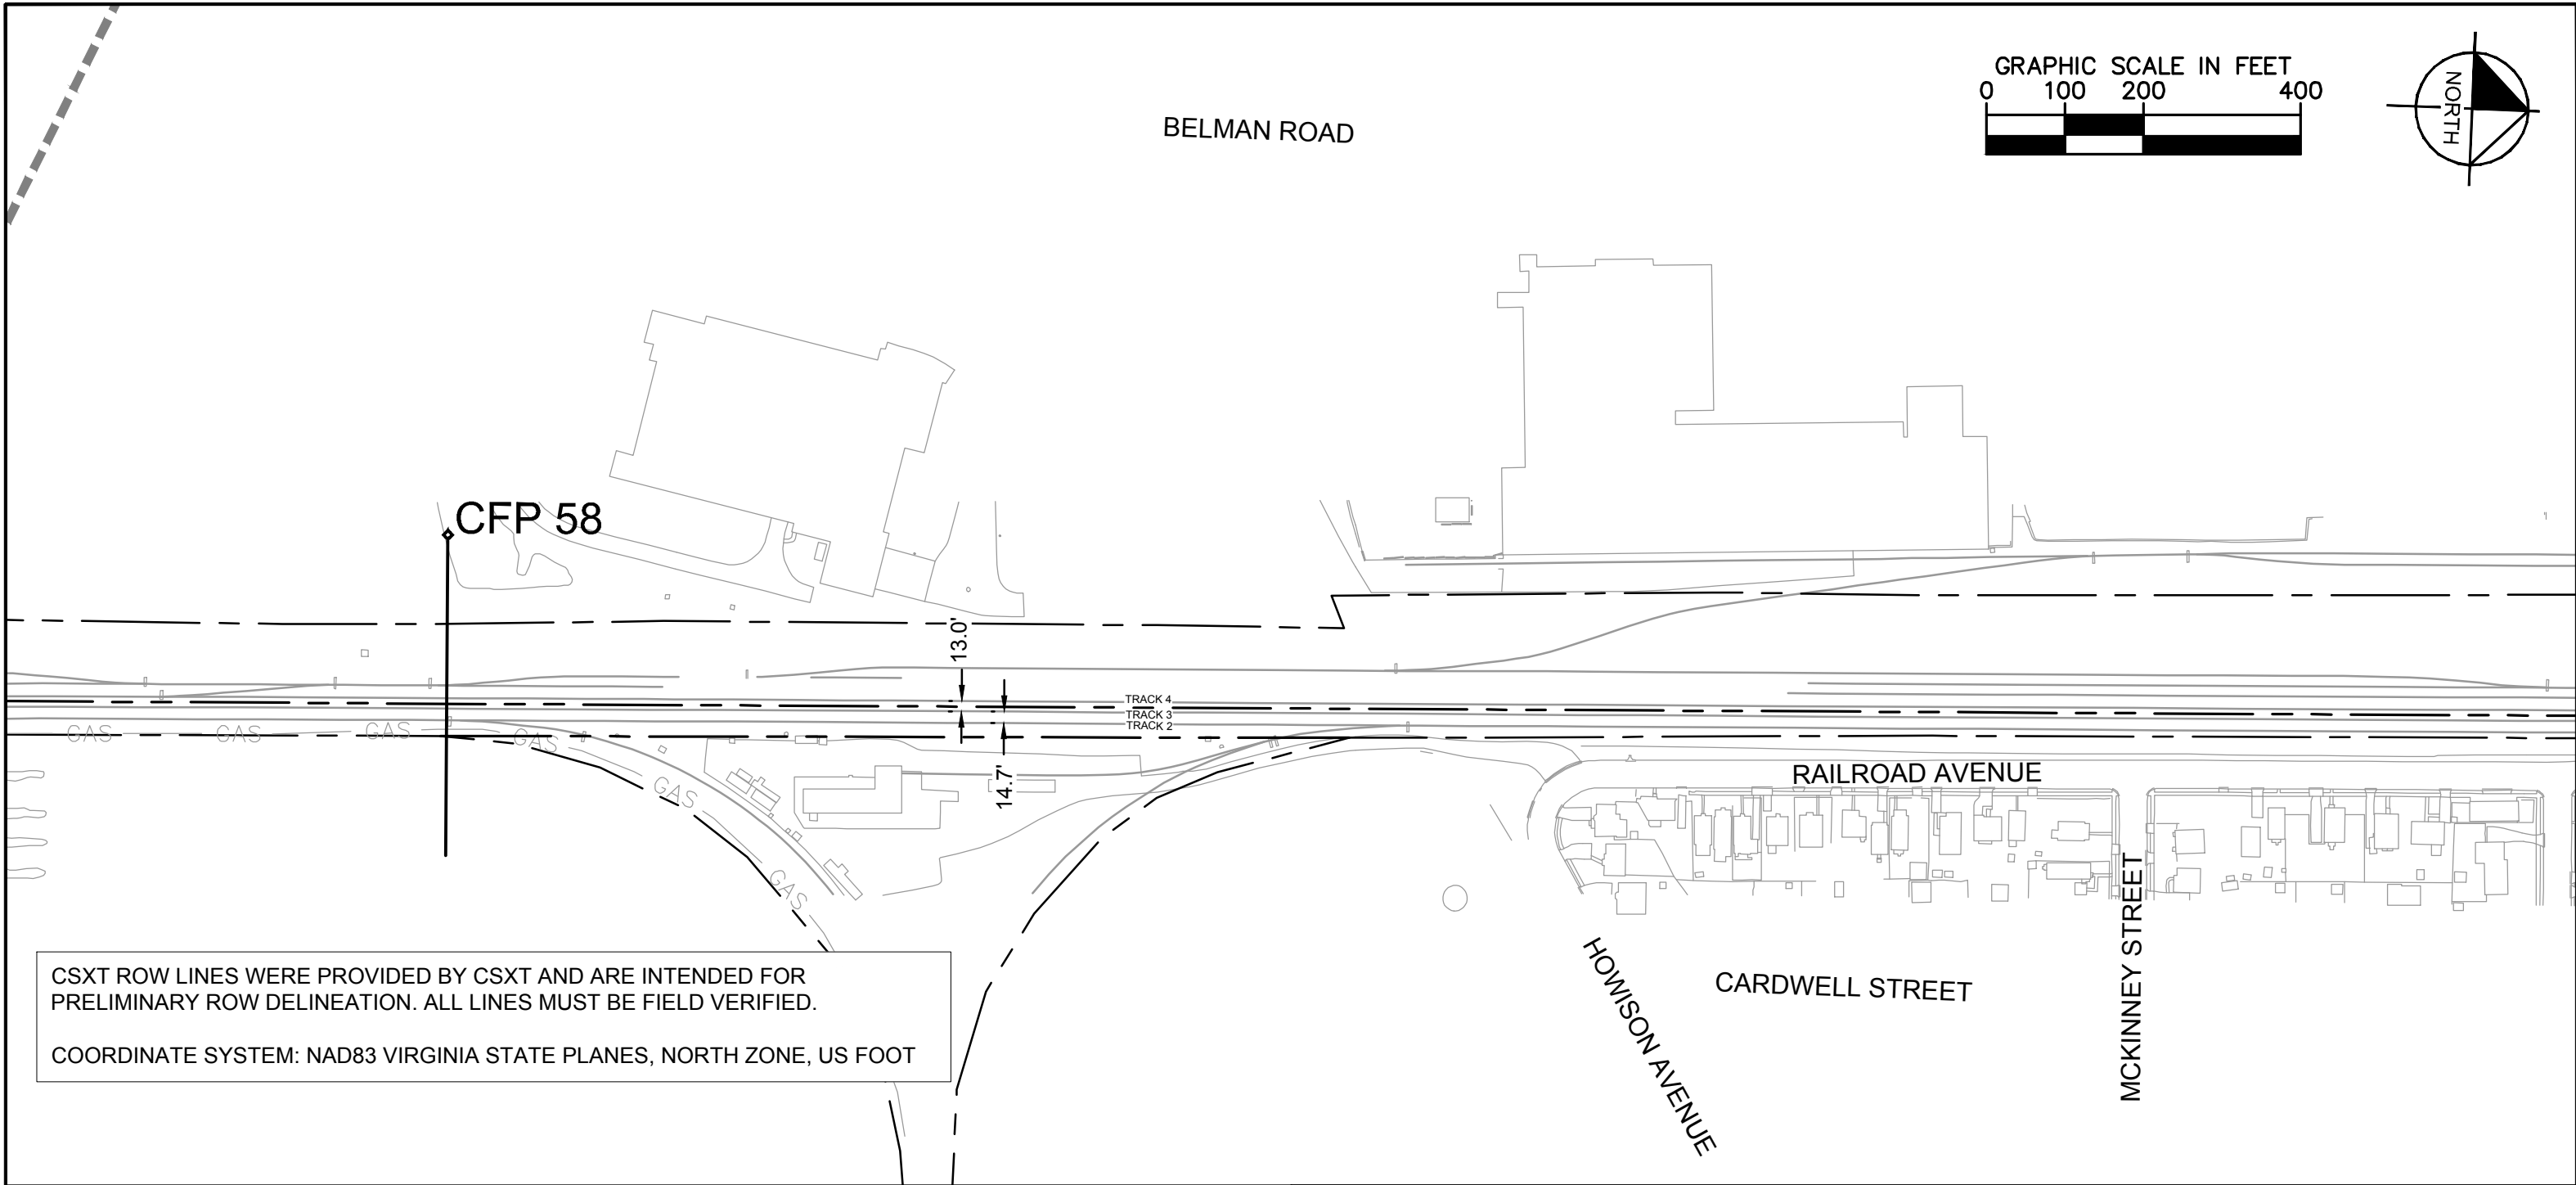 GRAPHIC SCALE IN FEET
0 100 200 400
NORTH
BELMAN ROAD
CFP 58
13.0'
TRACK 4
TRACK 3
TRACK 2
14.7'
GAS
GAS
GAS
GAS
GAS
GAS
RAILROAD AVENUE
HOWISON AVENUE
CARDWELL STREET
MCKINNEY STREET
CSXT ROW LINES WERE PROVIDED BY CSXT AND ARE INTENDED FOR
PRELIMINARY ROW DELINEATION. ALL LINES MUST BE FIELD VERIFIED.
COORDINATE SYSTEM: NAD83 VIRGINIA STATE PLANES, NORTH ZONE, US FOOT